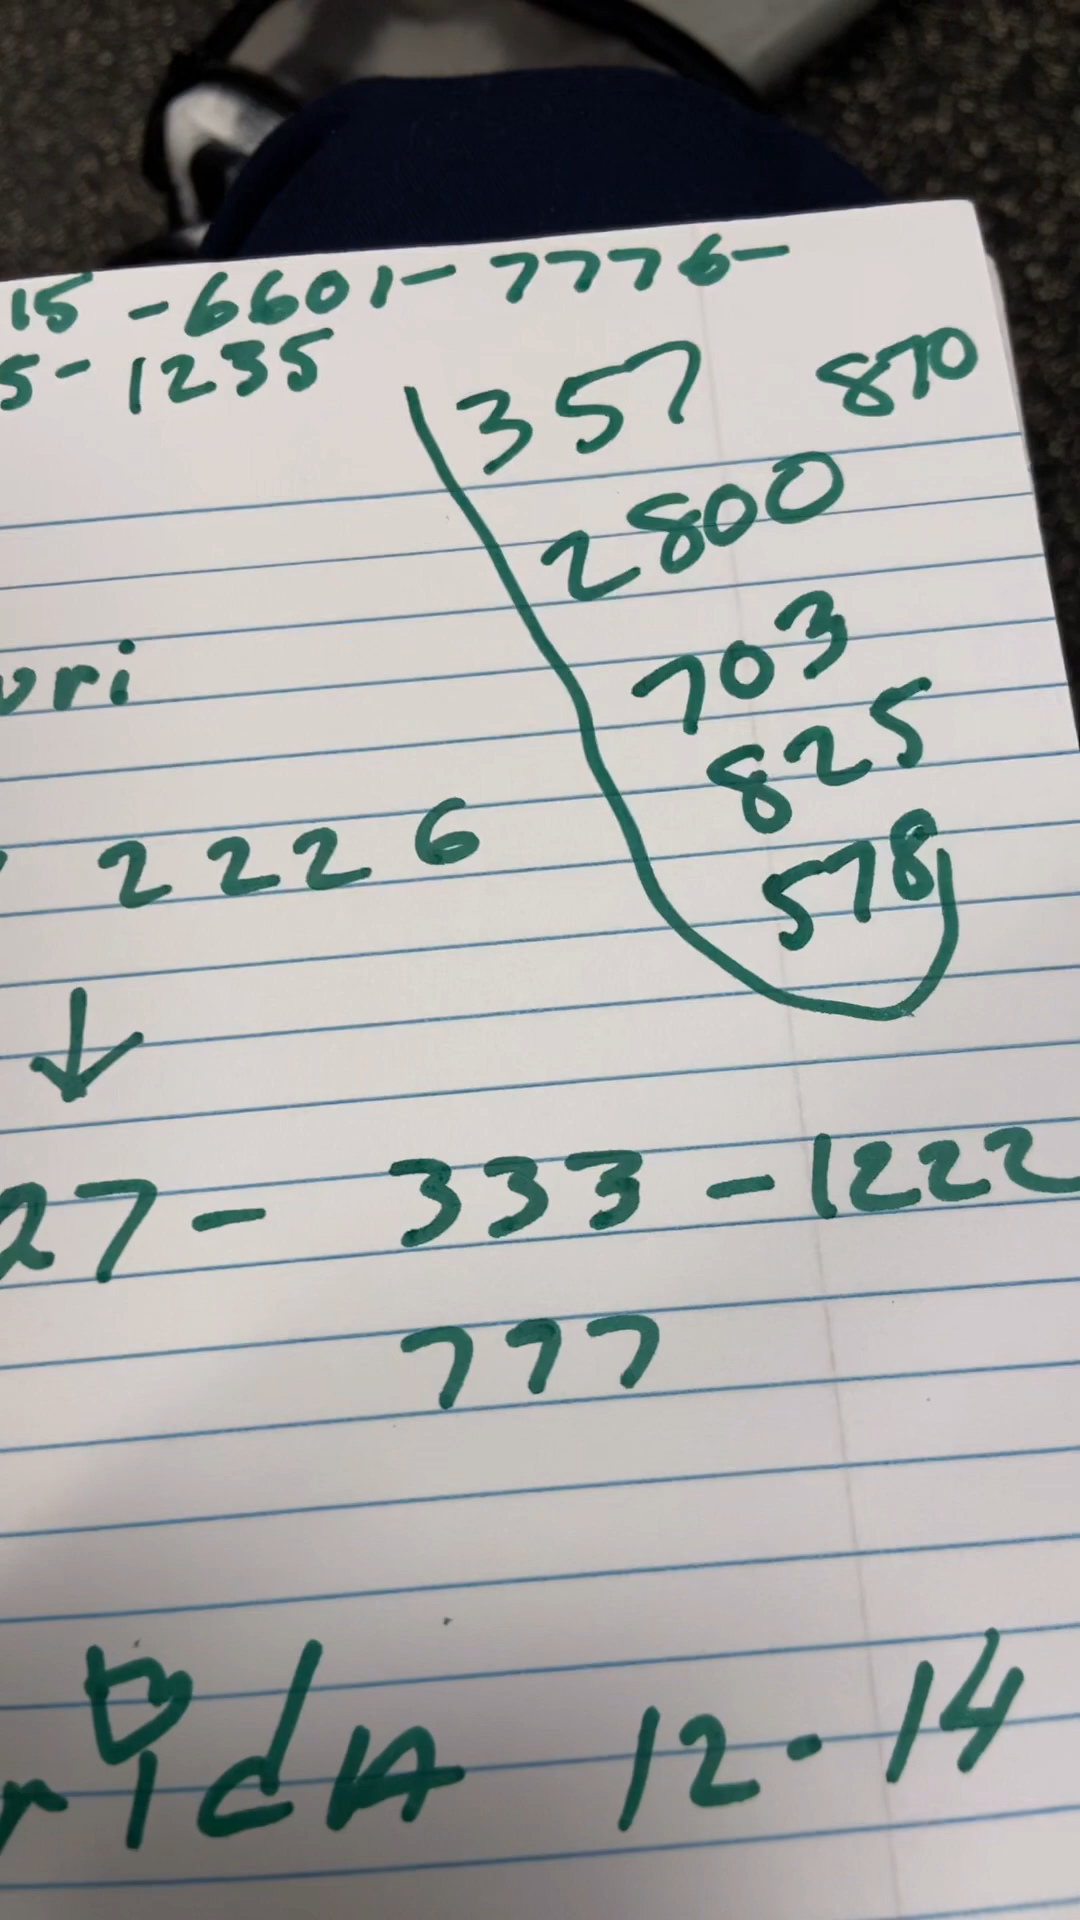 15 - 6601 - 7776 -
5 - 1235
357 870
2800
703
825
578
uri
2226
27 - 333 - 1222
777
rida 12 - 14